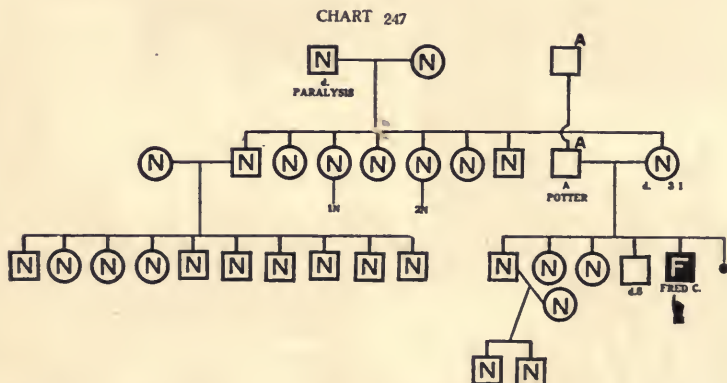 CHART 247
A
N N
d.
PARALYSIS
A
N N N N N N N N N
d. 31
A
POTTER
1N 2N
N N N N N N N N N N N N N F
d.8 FRED C.
N
N N